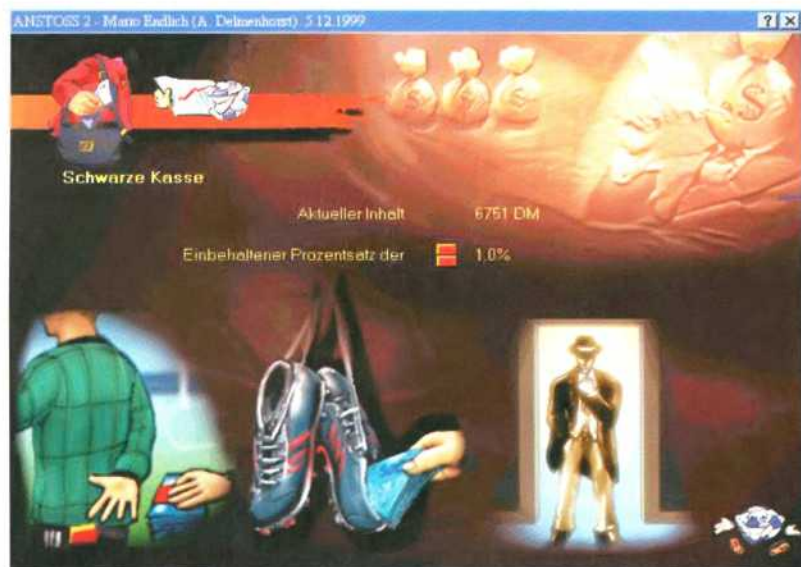 ANSTOSS 2 - Mario Endlich (A. Delmenhorst) 5.12.1999
Schwarze Kasse
Aktueller Inhalt 6751 DM
Einbehaltener Prozentsatz der 1.0%